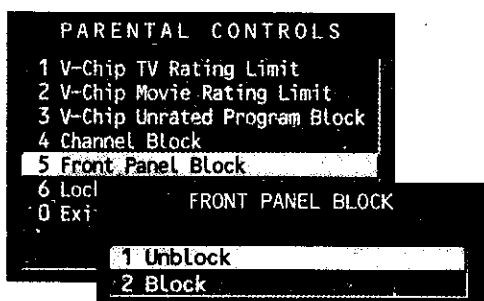 PARENTAL CONTROLS
1 V-Chip TV Rating Limit
2 V-Chip Movie Rating Limit
3 V-Chip Unrated Program Block
4 Channel Block
5 Front Panel Block
6 Loc
0 Exi
FRONT PANEL BLOCK
1 Unblock
2 Block